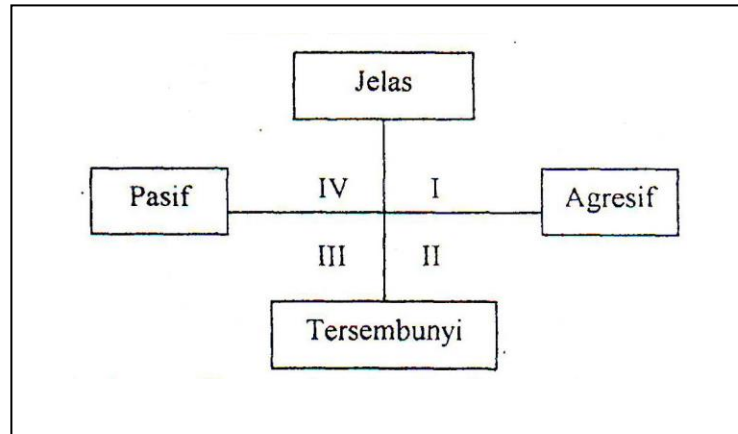 Jelas
Pasif
IV
I
Agresif
III
II
Tersembunyi